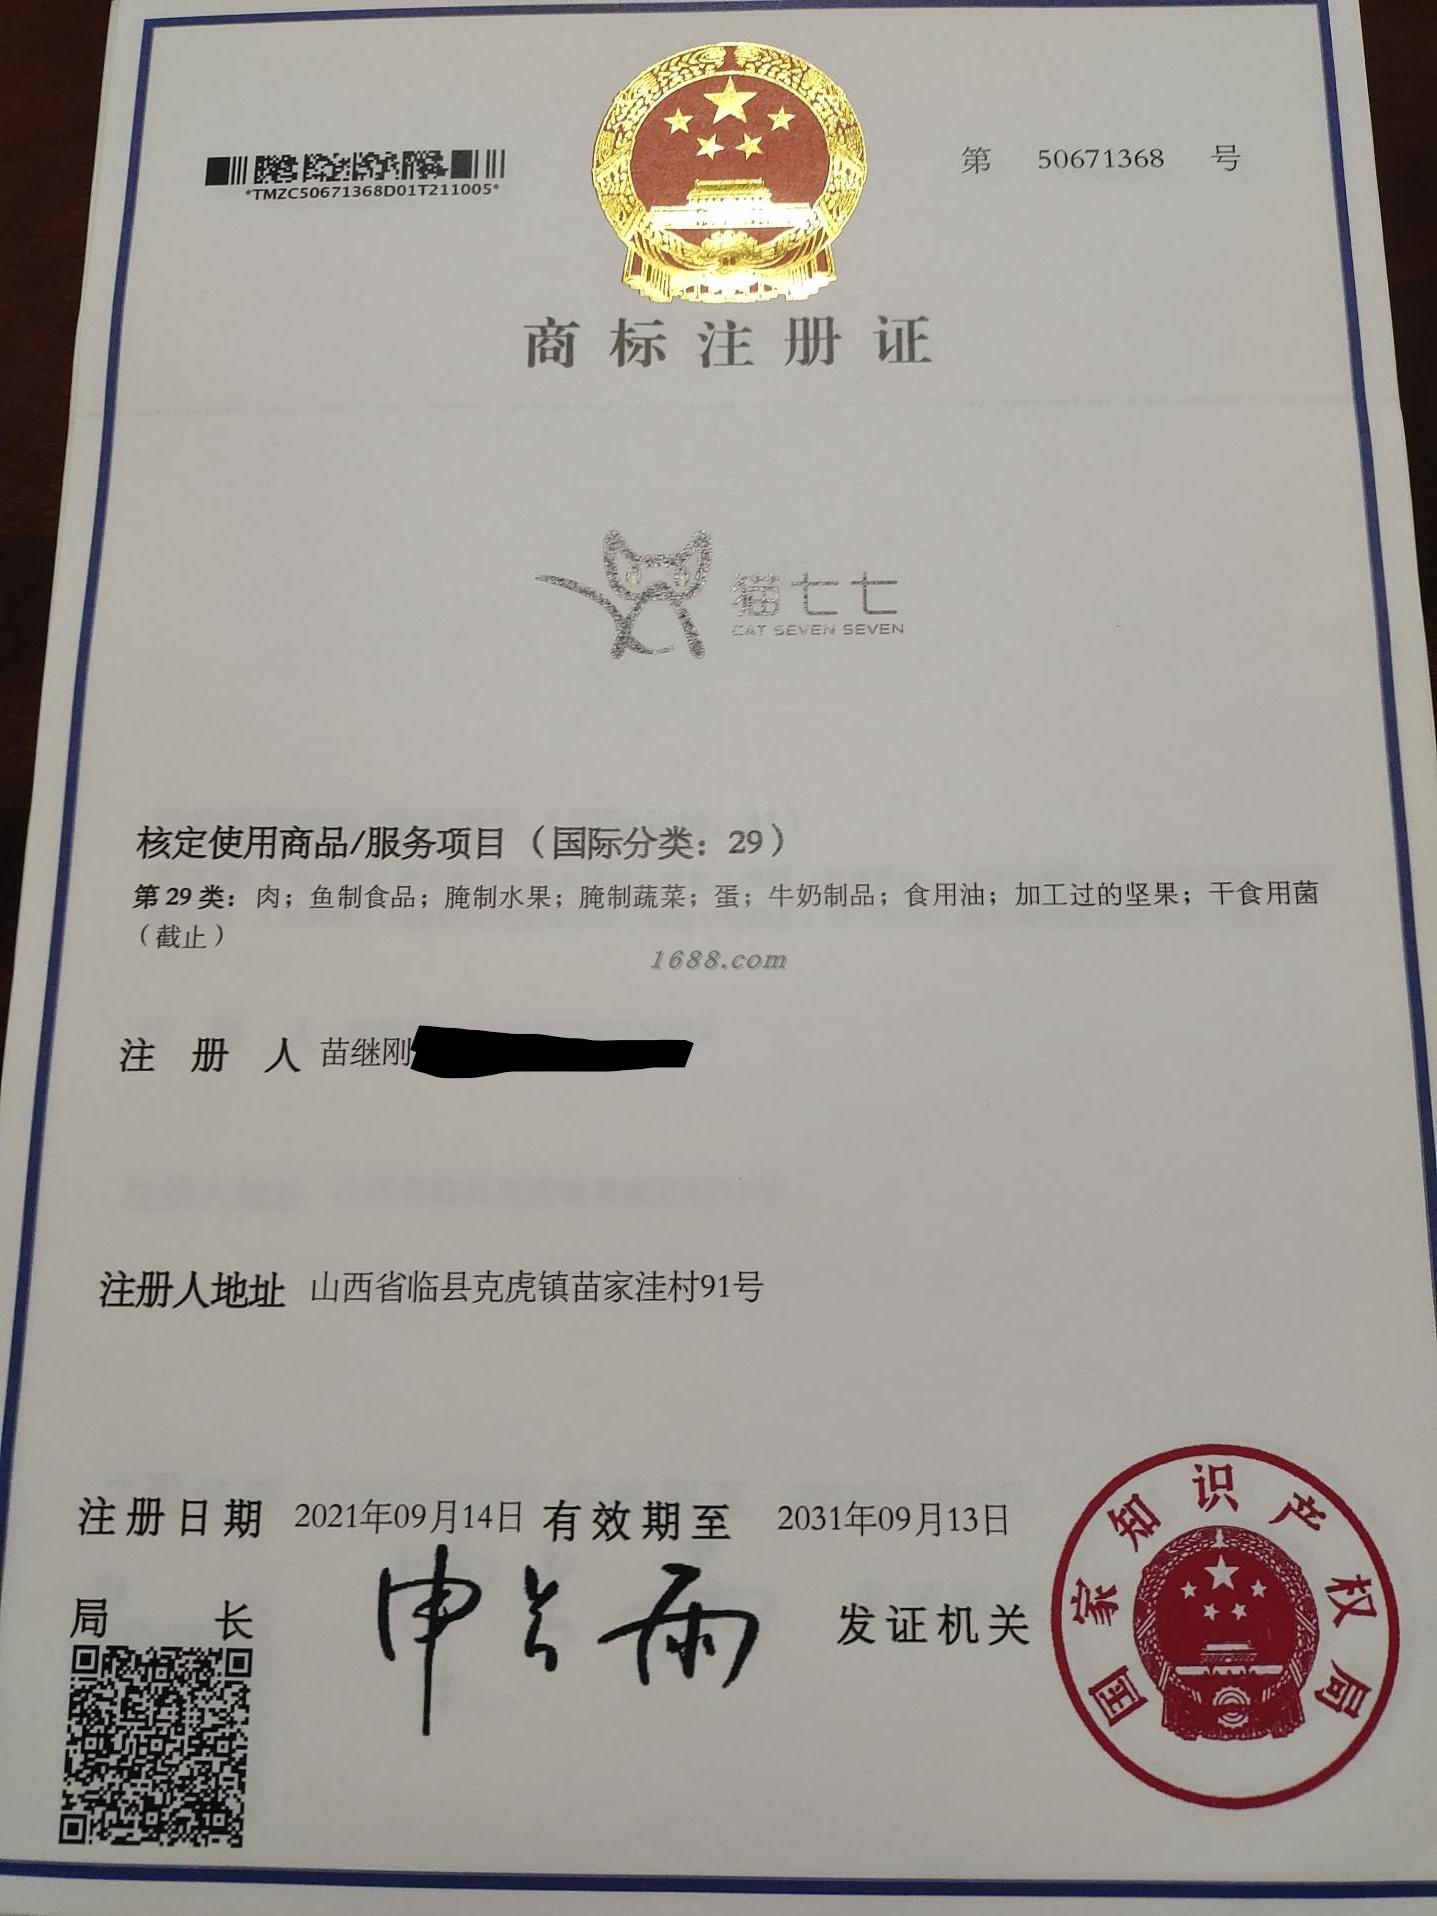 *TMZC50671368D01T211005*
第 50671368 号
商标注册证
猫七七
CAT SEVEN SEVEN
核定使用商品/服务项目（国际分类：29）
第 29 类：肉；鱼制食品；腌制水果；腌制蔬菜；蛋；牛奶制品；食用油；加工过的坚果；干食用菌
（截止）
1688.com
注册人 苗继刚
注册人地址 山西省临县克虎镇苗家洼村91号
注册日期 2021年09月14日 有效期至 2031年09月13日
局长 申长雨 发证机关
国家知识产权局